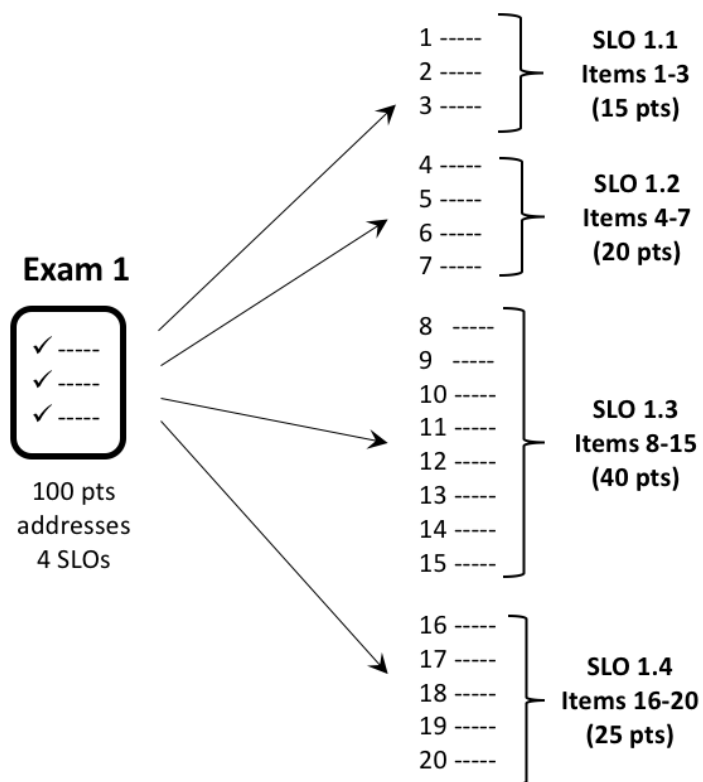 Exam 1
✓ -----
✓ -----
✓ -----
100 pts
addresses
4 SLOs
1 -----
2 -----
3 -----
SLO 1.1
Items 1-3
(15 pts)
4 -----
5 -----
6 -----
7 -----
SLO 1.2
Items 4-7
(20 pts)
8 -----
9 -----
10 -----
11 -----
12 -----
13 -----
14 -----
15 -----
SLO 1.3
Items 8-15
(40 pts)
16 -----
17 -----
18 -----
19 -----
20 -----
SLO 1.4
Items 16-20
(25 pts)